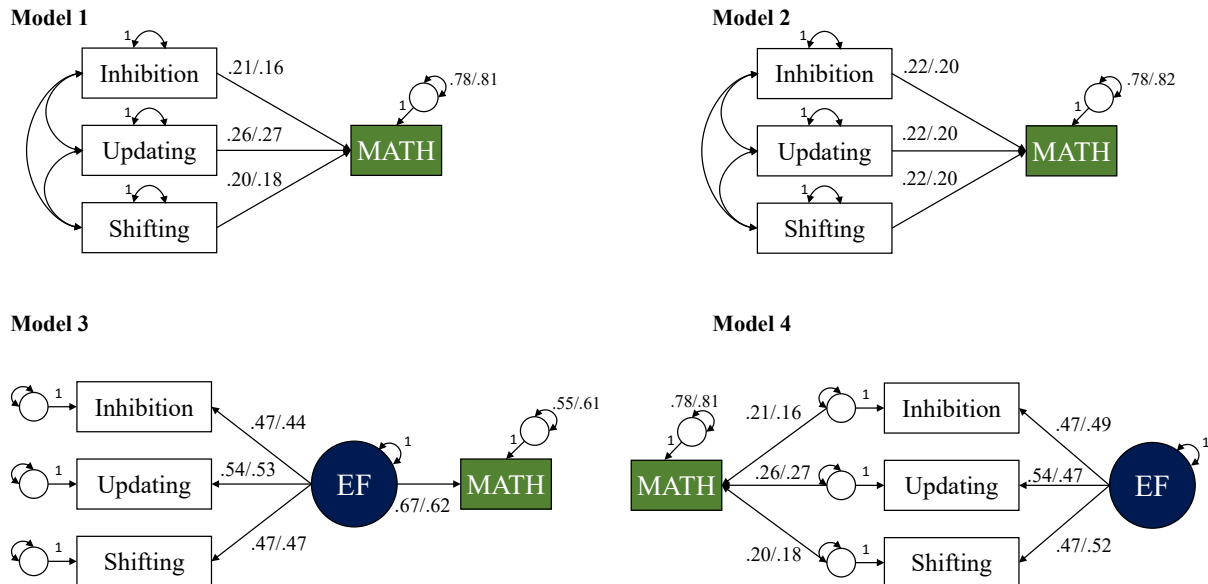 Model 1
1
Inhibition
.21/.16
1
Updating
.26/.27
1
Shifting
.20/.18
.78/.81
1
MATH
Model 2
1
Inhibition
.22/.20
1
Updating
.22/.20
1
Shifting
.22/.20
.78/.82
1
MATH
Model 3
1
Inhibition
.47/.44
1
Updating
.54/.53
1
Shifting
.47/.47
EF
1
.67/.62
.55/.61
1
MATH
Model 4
.78/.81
1
MATH
.21/.16
1
Inhibition
.47/.49
.26/.27
1
Updating
.54/.47
.20/.18
1
Shifting
.47/.52
EF
1